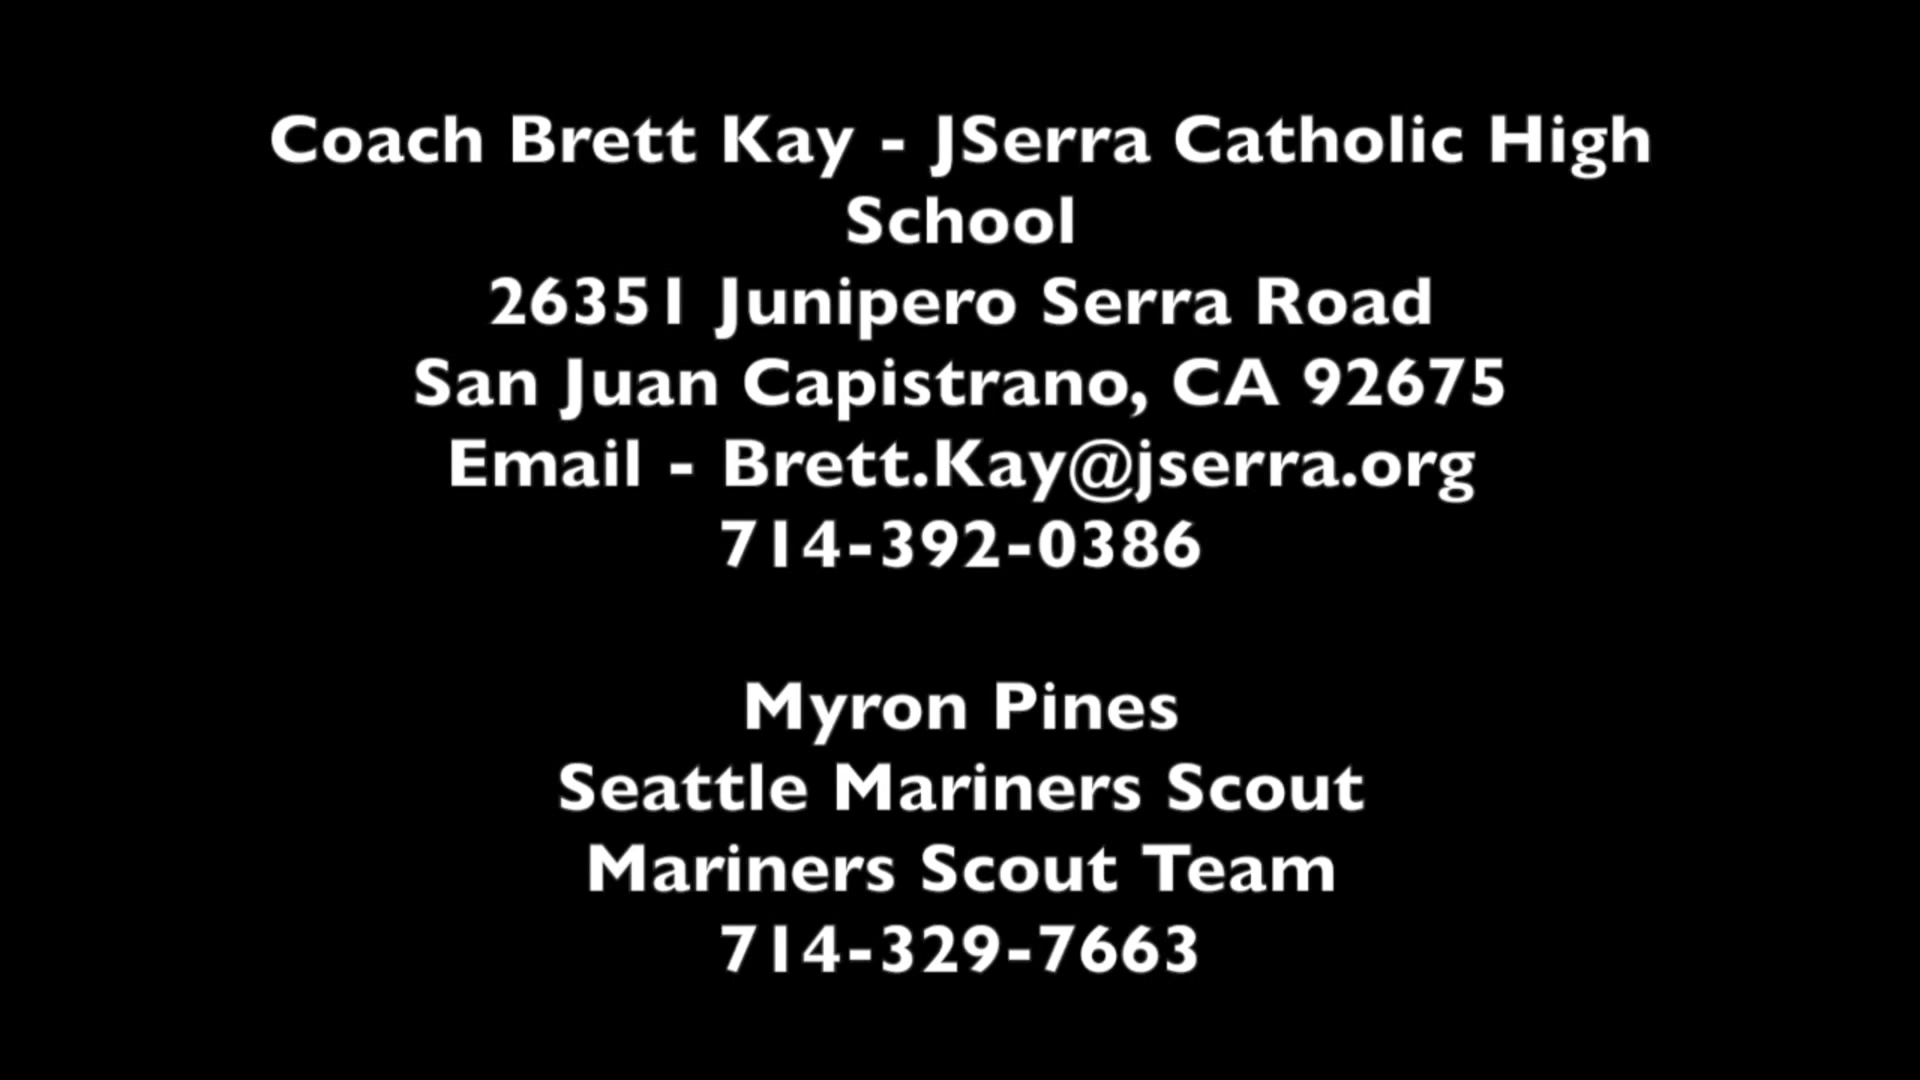 Coach Brett Kay - JSerra Catholic High
School
26351 Junipero Serra Road
San Juan Capistrano, CA 92675
Email - Brett.Kay@jserra.org
714-392-0386
Myron Pines
Seattle Mariners Scout
Mariners Scout Team
714-329-7663